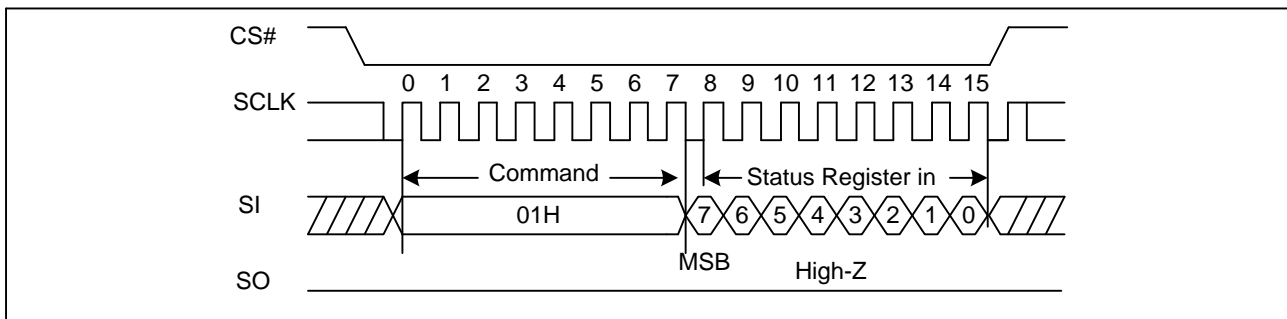 CS#
0 1 2 3 4 5 6 7 8 9 10 11 12 13 14 15
SCLK
Command Status Register in
SI 01H 7 6 5 4 3 2 1 0
MSB High-Z
SO